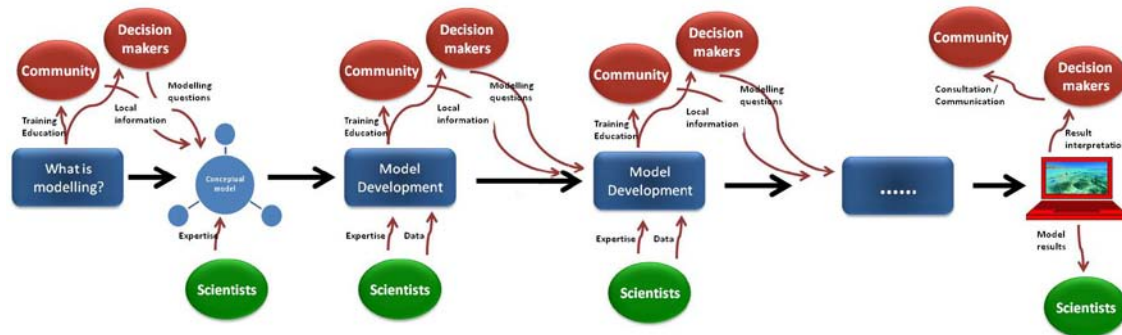 Decision
makers
Community
Modelling
questions
Training
Education
Local
information
What is
modelling?
Conceptual
model
Expertise
Scientists
Decision
makers
Community
Modelling
questions
Training
Education
Local
information
Model
Development
Expertise
Data
Scientists
Decision
makers
Community
Modelling
questions
Training
Education
Local
information
Model
Development
Expertise
Data
Scientists
......
Community
Decision
makers
Consultation /
Communication
Result
interpretation
Model
results
Scientists